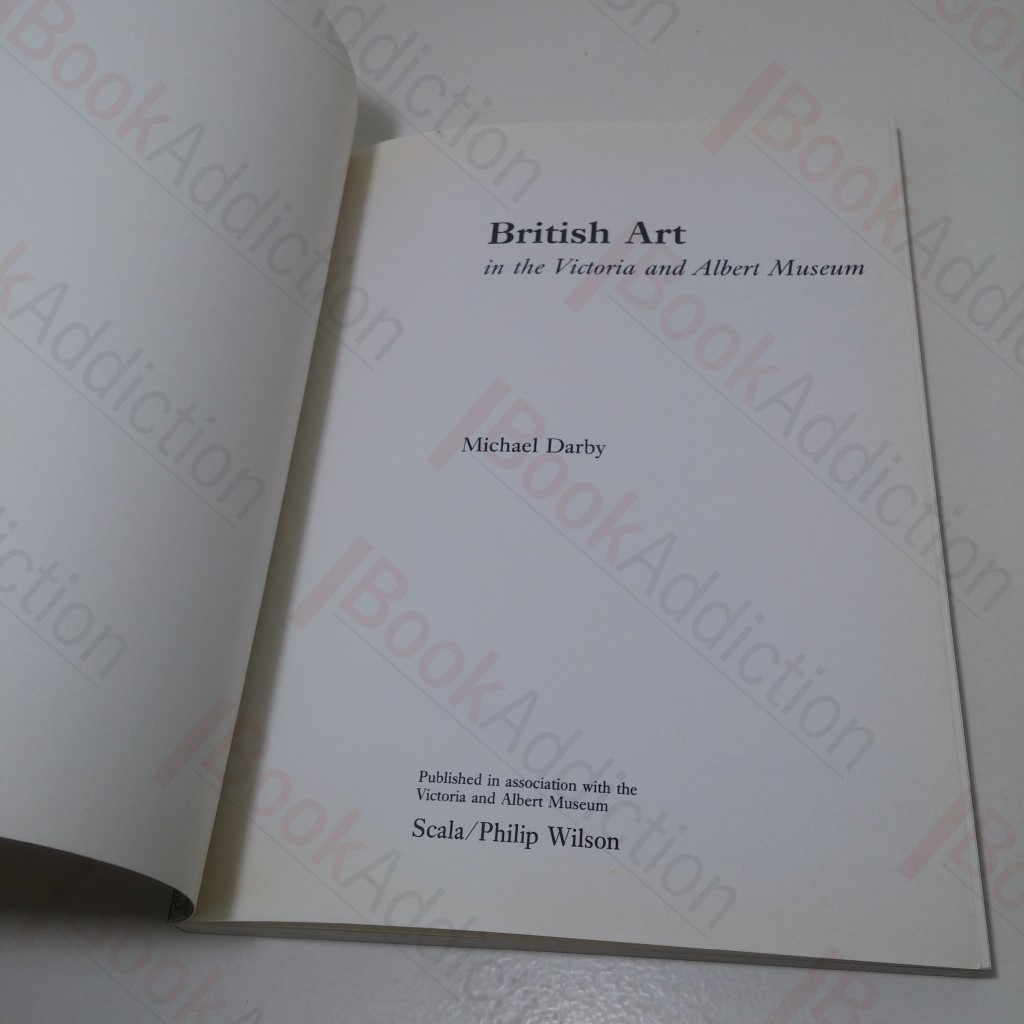 British Art
in the Victoria and Albert Museum
Michael Darby
Published in association with the
Victoria and Albert Museum
Scala/Philip Wilson
BookAddiction